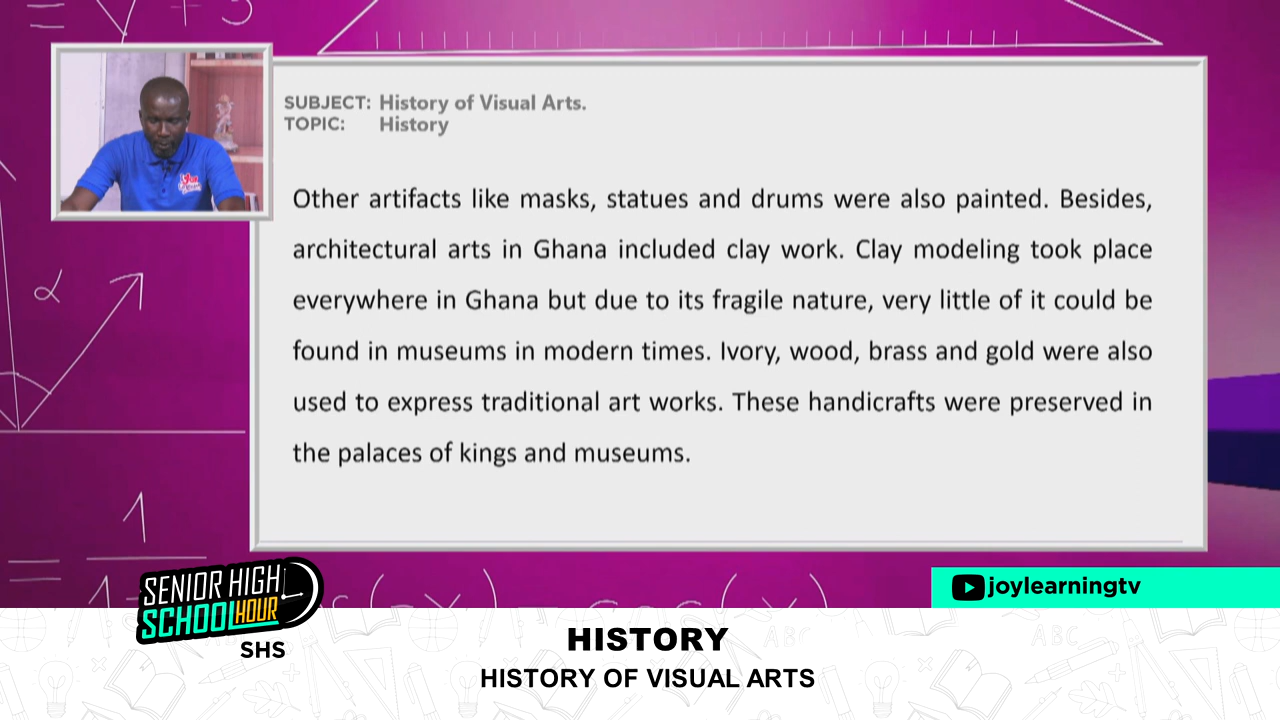 SUBJECT: History of Visual Arts.
TOPIC: History
Other artifacts like masks, statues and drums were also painted. Besides,
architectural arts in Ghana included clay work. Clay modeling took place
everywhere in Ghana but due to its fragile nature, very little of it could be
found in museums in modern times. Ivory, wood, brass and gold were also
used to express traditional art works. These handicrafts were preserved in
the palaces of kings and museums.
SENIOR HIGH
SCHOOL HOUR
SHS
joylearningtv
HISTORY
HISTORY OF VISUAL ARTS